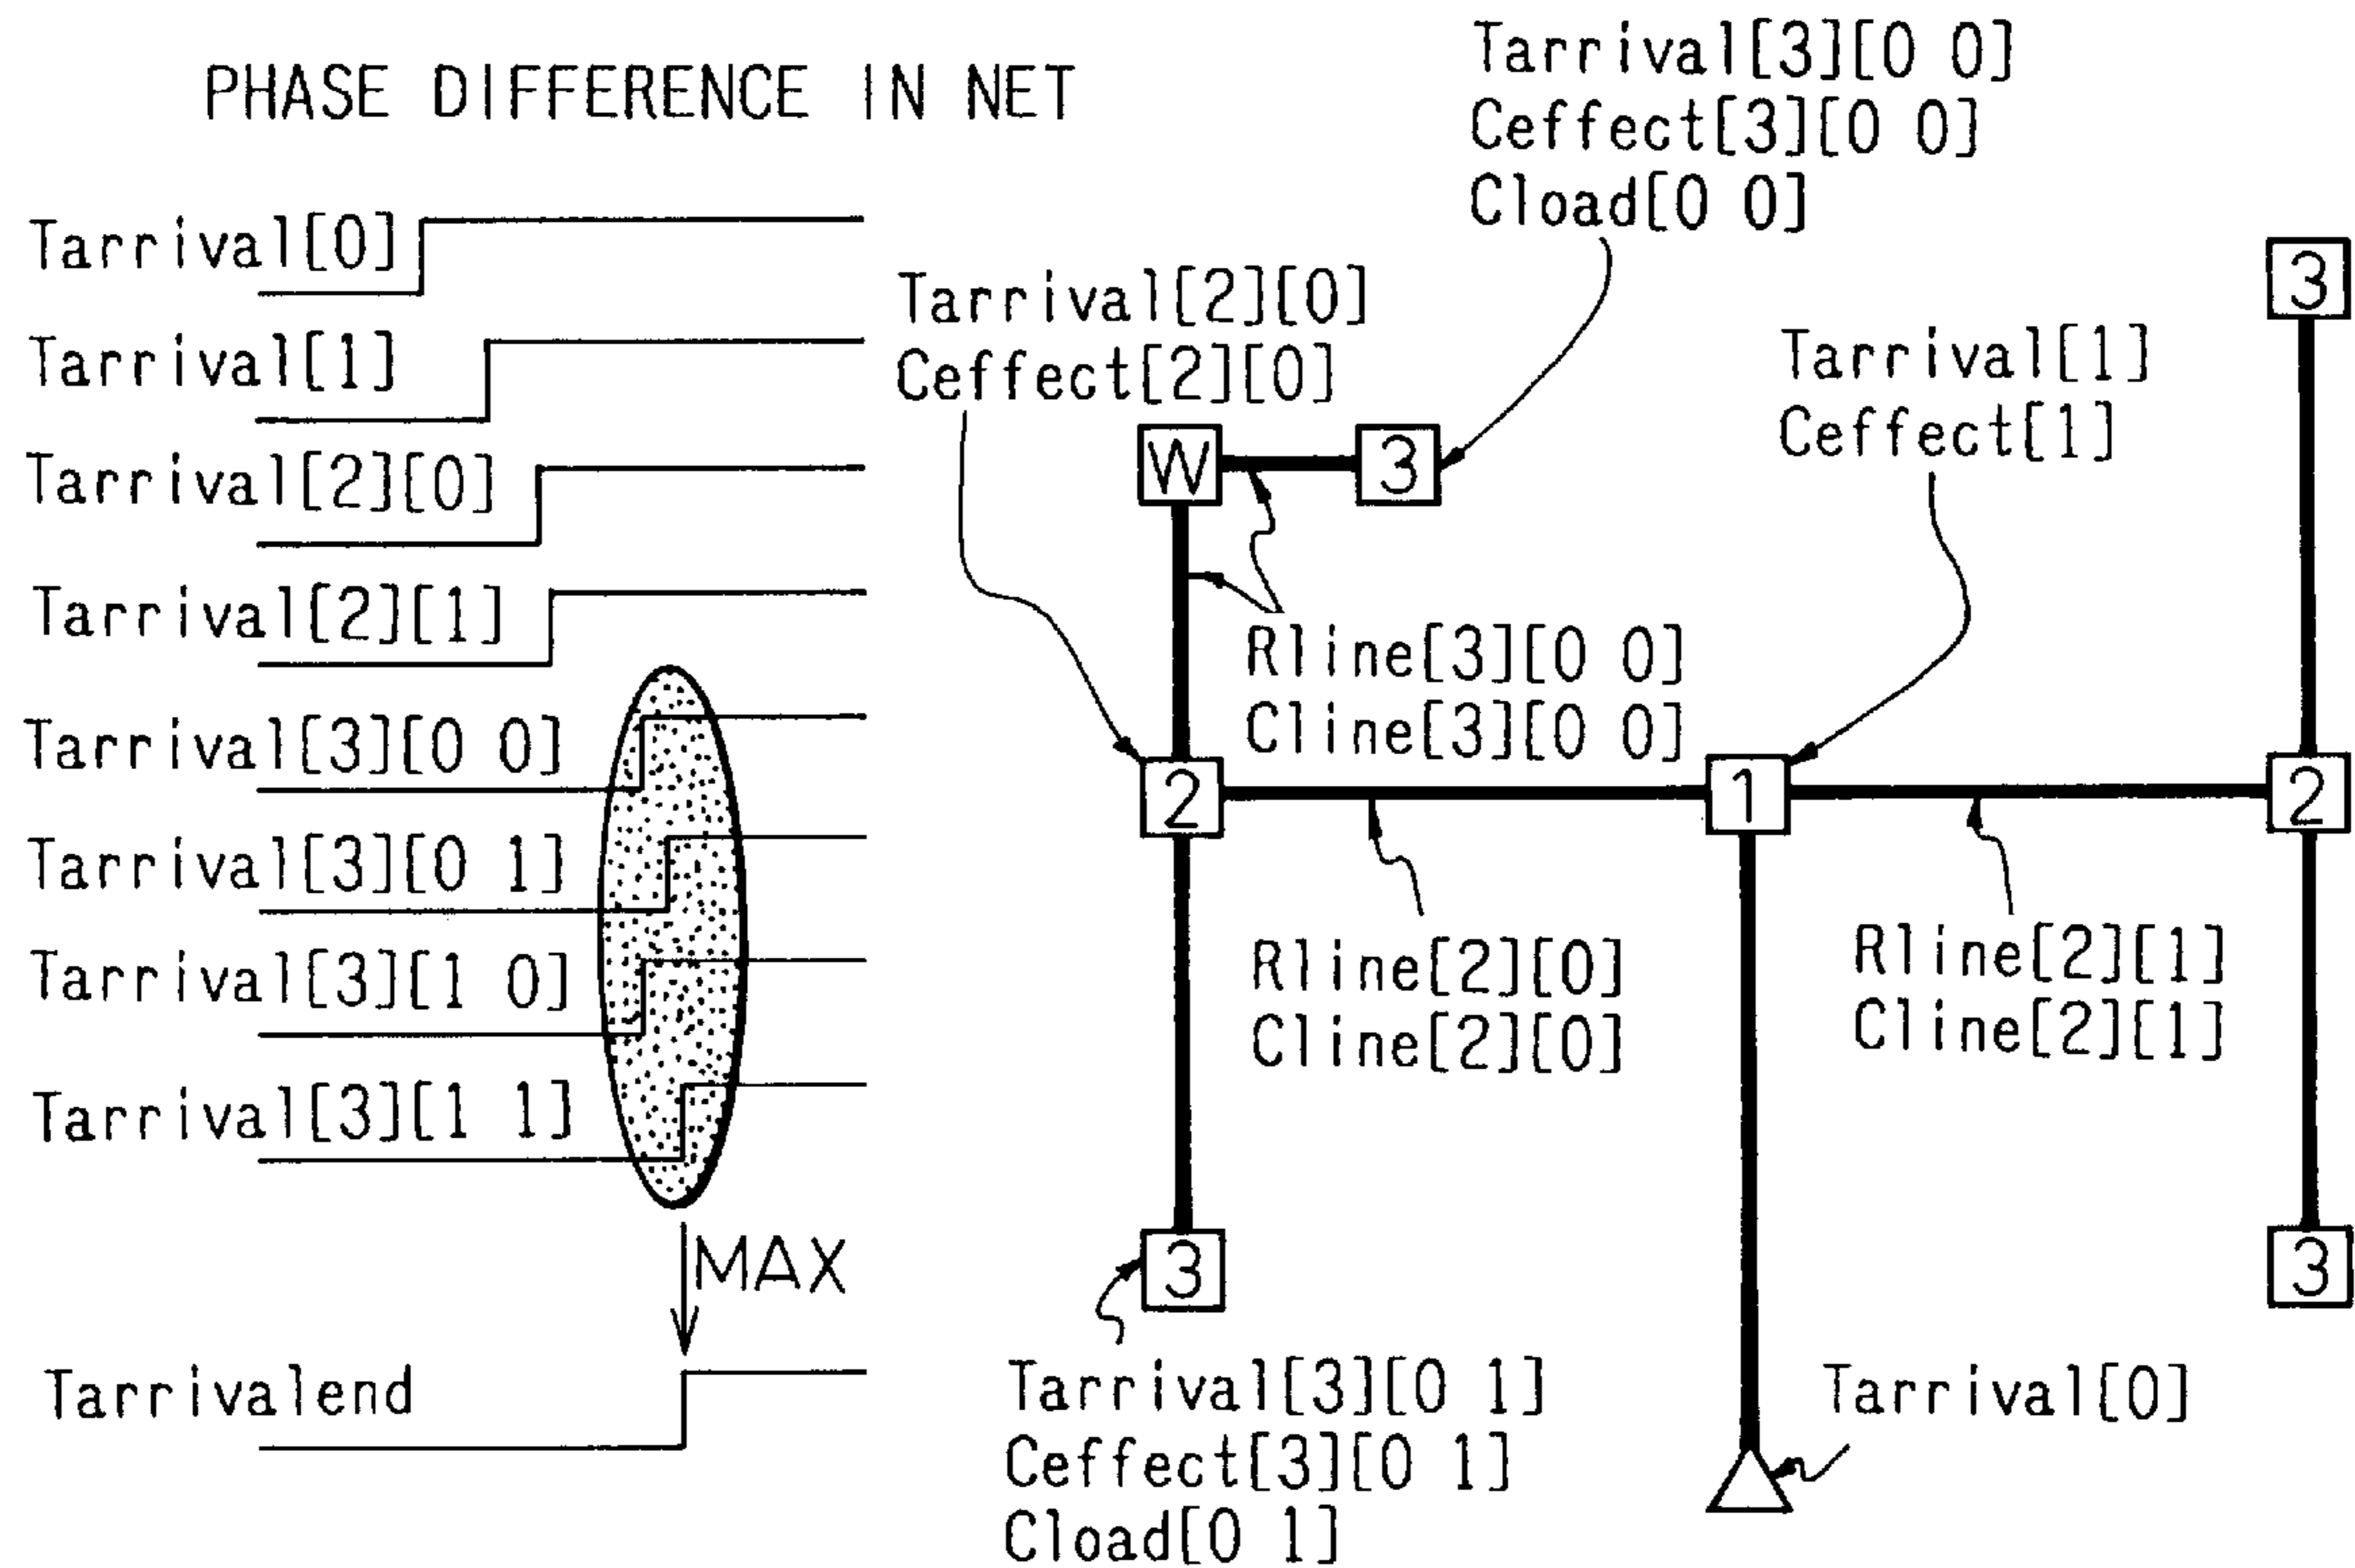 PHASE DIFFERENCE IN NET
Tarrival[0]
Tarrival[1]
Tarrival[2][0]
Tarrival[2][1]
Tarrival[3][0 0]
Tarrival[3][0 1]
Tarrival[3][1 0]
Tarrival[3][1 1]
MAX
Tarrivalend
Tarrival[3][0 0]
Ceffect[3][0 0]
Cload[0 0]
Tarrival[2][0]
Ceffect[2][0]
Tarrival[1]
Ceffect[1]
3
W
3
Rline[3][0 0]
Cline[3][0 0]
2
1
2
Rline[2][0]
Cline[2][0]
Rline[2][1]
Cline[2][1]
3
3
Tarrival[3][0 1]
Ceffect[3][0 1]
Cload[0 1]
Tarrival[0]